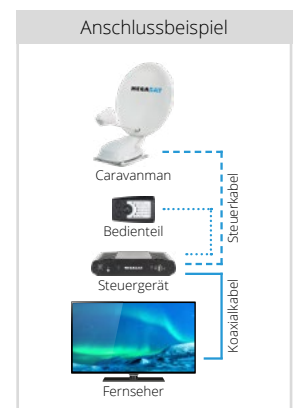 Anschlussbeispiel
MEGASAT
Caravanman
Bedienteil
Steuerkabel
Steuergerät
Koaxialkabel
Fernseher